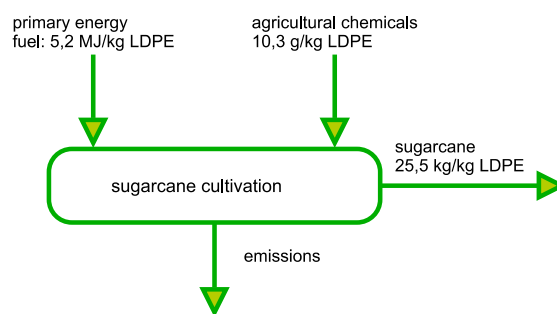 primary energy
fuel: 5,2 MJ/kg LDPE
agricultural chemicals
10,3 g/kg LDPE
sugarcane
25,5 kg/kg LDPE
sugarcane cultivation
emissions